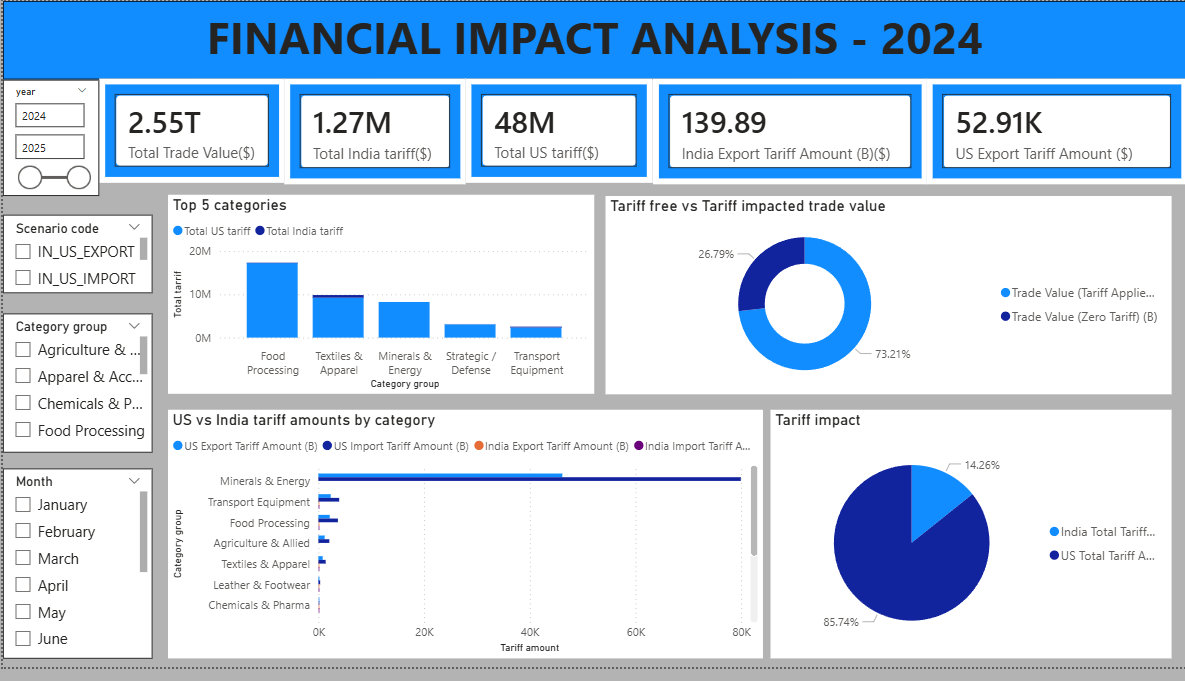 FINANCIAL IMPACT ANALYSIS - 2024
year
2024
2025
2.55T
Total Trade Value($)
1.27M
Total India tariff($)
48M
Total US tariff($)
139.89
India Export Tariff Amount (B)($)
52.91K
US Export Tariff Amount ($)
Scenario code
IN_US_EXPORT
IN_US_IMPORT
Category group
Agriculture & ...
Apparel & Acc...
Chemicals & P...
Food Processing
Month
January
February
March
April
May
June
Top 5 categories
Total US tariff
Total India tariff
Total tarrif
20M
10M
0M
Food
Processing
Textiles &
Apparel
Minerals &
Energy
Strategic /
Defense
Transport
Equipment
Category group
Tariff free vs Tariff impacted trade value
26.79%
73.21%
Trade Value (Tariff Applie...
Trade Value (Zero Tariff) (B)
US vs India tariff amounts by category
US Export Tariff Amount (B)
US Import Tariff Amount (B)
India Export Tariff Amount (B)
India Import Tariff A...
Category group
Minerals & Energy
Transport Equipment
Food Processing
Agriculture & Allied
Textiles & Apparel
Leather & Footwear
Chemicals & Pharma
0K
20K
40K
60K
80K
Tariff amount
Tariff impact
14.26%
85.74%
India Total Tariff...
US Total Tariff A...